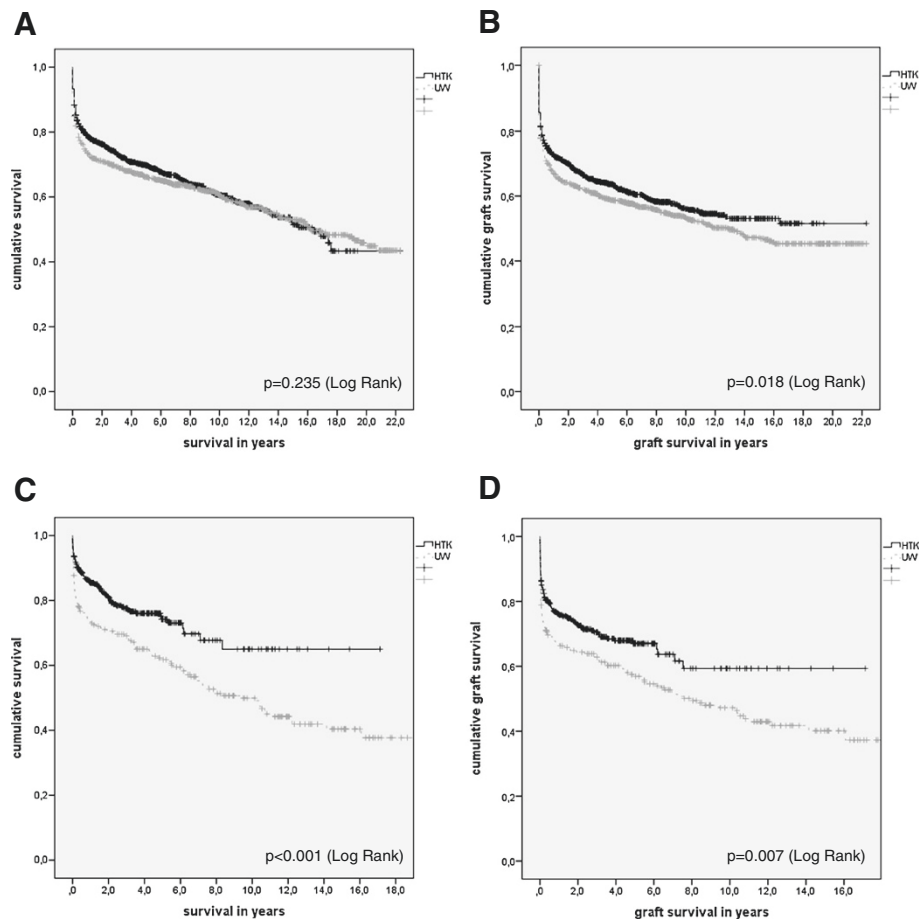 A
1,0
0,8
0,6
0,4
0,2
0,0
cumulative survival
HTK
UW
p=0.235 (Log Rank)
,0 2,0 4,0 6,0 8,0 10,0 12,0 14,0 16,0 18,0 20,0 22,0
survival in years
B
1,0
0,8
0,6
0,4
0,2
0,0
cumulative graft survival
HTK
UW
p=0.018 (Log Rank)
,0 2,0 4,0 6,0 8,0 10,0 12,0 14,0 16,0 18,0 20,0 22,0
graft survival in years
C
1,0
0,8
0,6
0,4
0,2
0,0
cumulative survival
HTK
UW
p<0.001 (Log Rank)
,0 2,0 4,0 6,0 8,0 10,0 12,0 14,0 16,0 18,0
survival in years
D
1,0
0,8
0,6
0,4
0,2
0,0
cumulative graft survival
HTK
UW
p=0.007 (Log Rank)
,0 2,0 4,0 6,0 8,0 10,0 12,0 14,0 16,0
graft survival in years